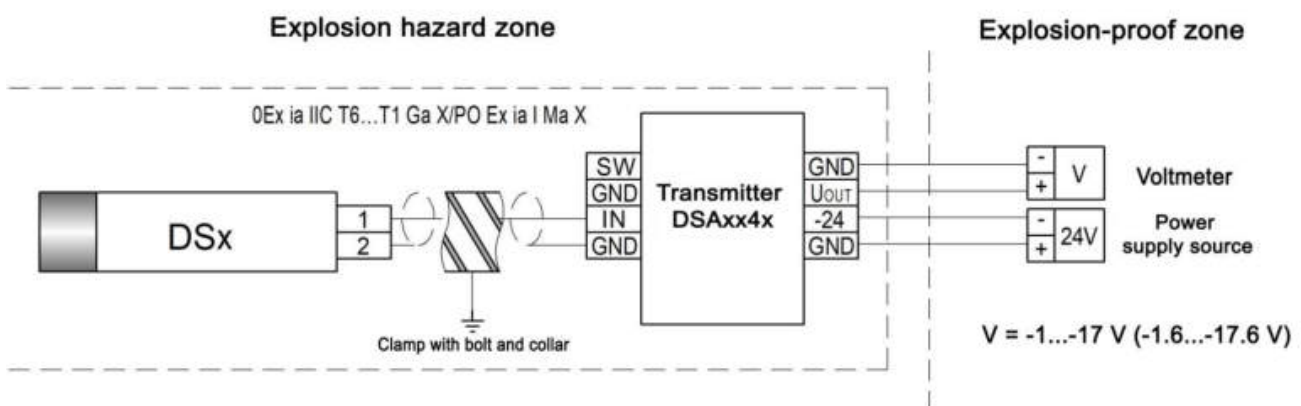 Explosion hazard zone
Explosion-proof zone
0Ex ia IIC T6...T1 Ga X/PO Ex ia I Ma X
DSx
1
2
Clamp with bolt and collar
SW
GND
IN
GND
Transmitter
DSAxx4x
GND
UOUT
-24
GND
-
+
V
Voltmeter
-
+
24V
Power
supply source
V = -1...-17 V (-1.6...-17.6 V)